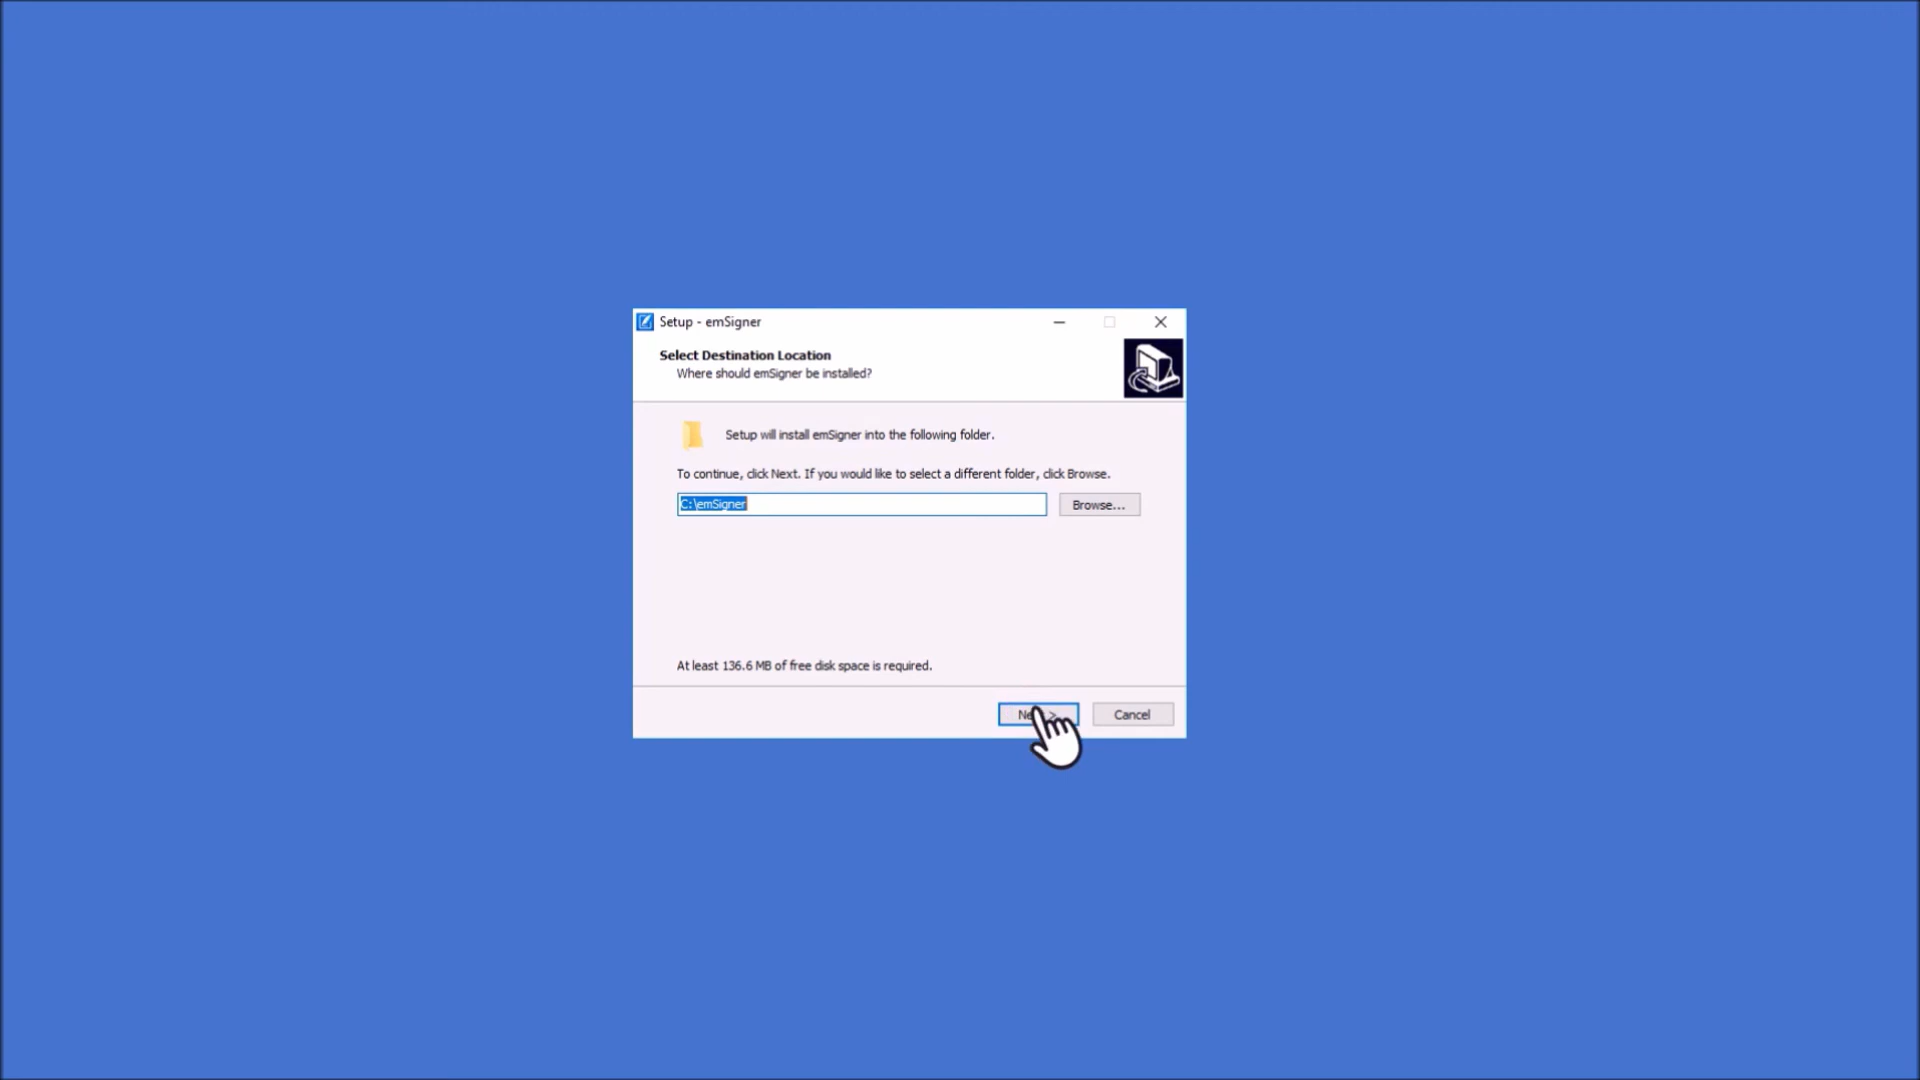 Setup - emSigner
Select Destination Location
Where should emSigner be installed?
Setup will install emSigner into the following folder.
To continue, click Next. If you would like to select a different folder, click Browse.
C:\emSigner
Browse...
At least 136.6 MB of free disk space is required.
Cancel